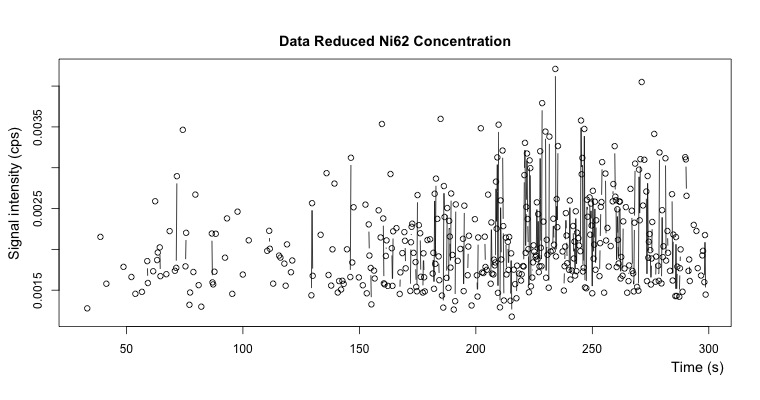 Data Reduced Ni62 Concentration
Signal intensity (cps)
0.0035
0.0025
0.0015
50 100 150 200 250 300
Time (s)